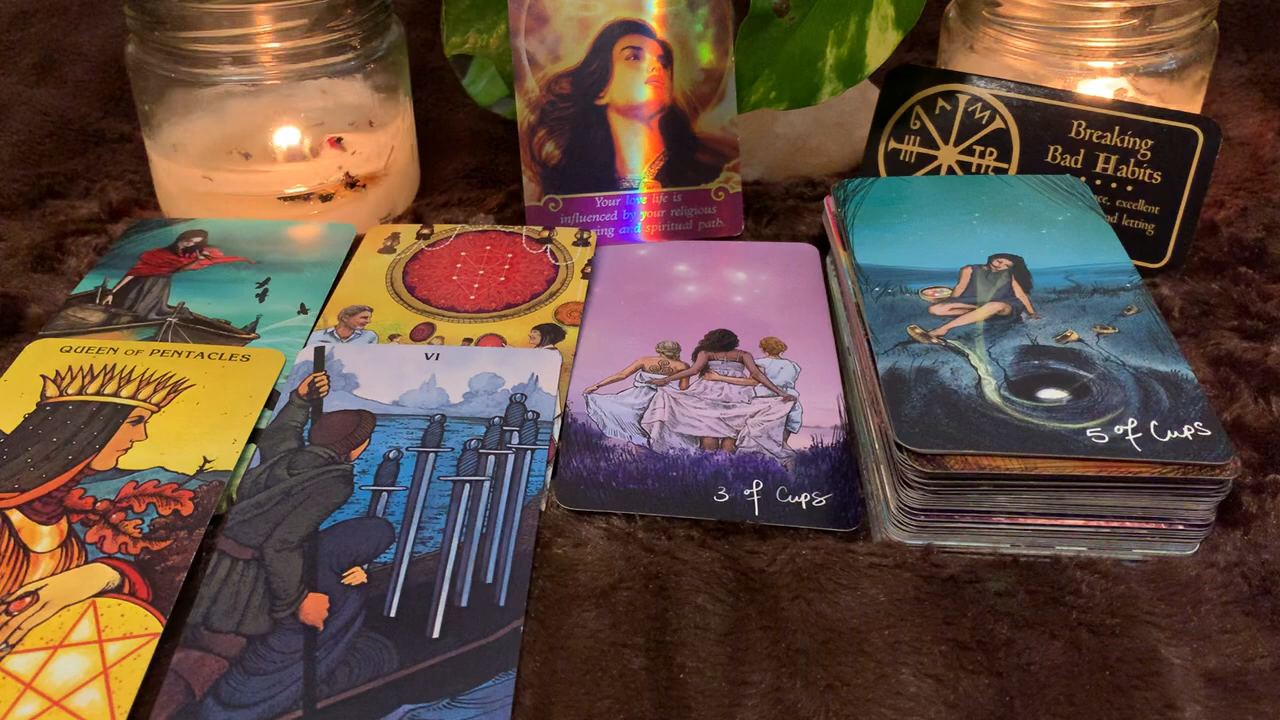 Your love life is
influenced by your religious
and spiritual path.
Breaking
Bad Habits
excellent
letting
QUEEN OF PENTACLES
VI
3 of Cups
5 of Cups